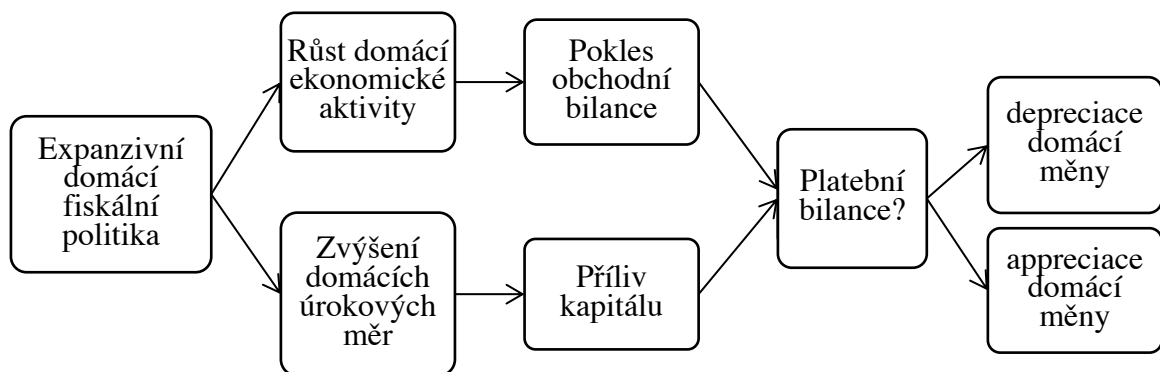 Expanzivní
domácí
fiskální
politika
Růst domácí
ekonomické
aktivity
Pokles
obchodní
bilance
Zvýšení
domácích
úrokových
měr
Příliv
kapitálu
Platební
bilance?
depreciace
domácí
měny
appreciace
domácí
měny